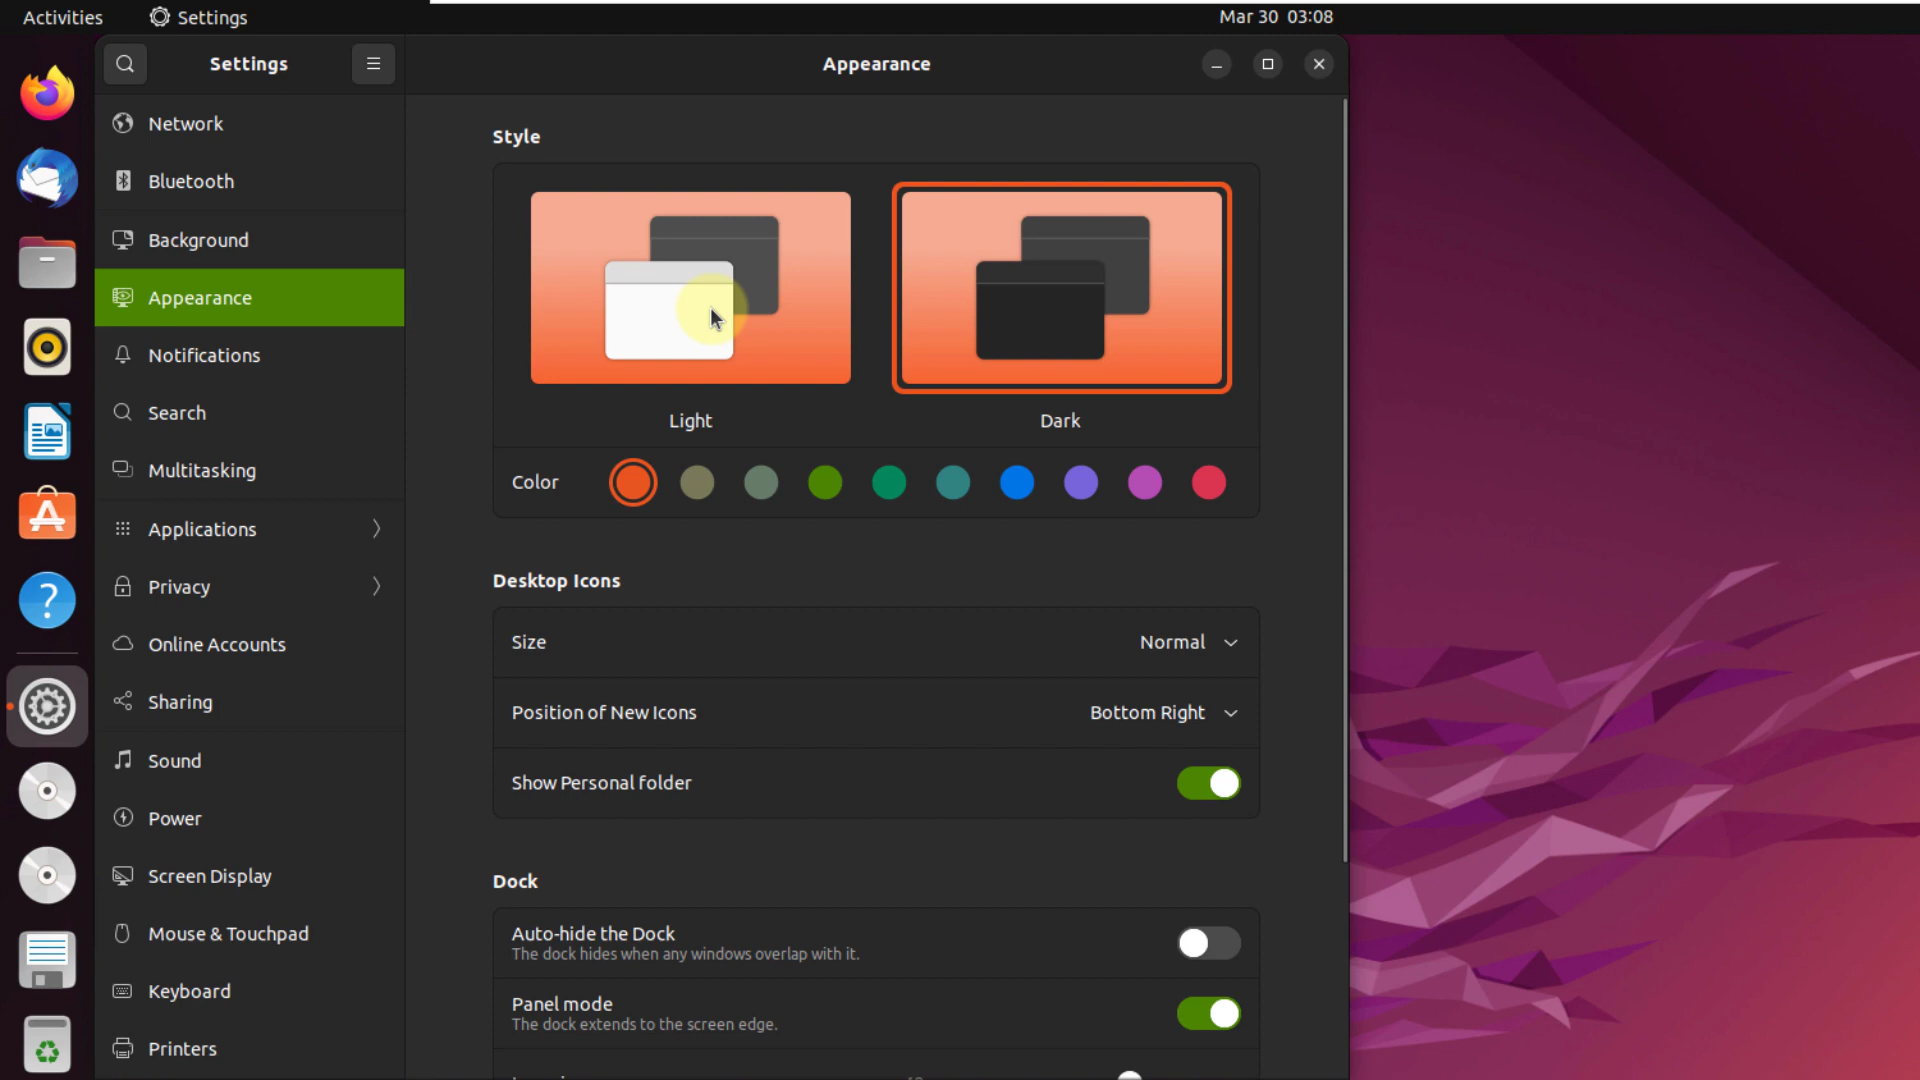 Activities
Settings
Mar 30 03:08
Settings
Appearance
Network
Bluetooth
Background
Appearance
Notifications
Search
Multitasking
Applications
Privacy
Online Accounts
Sharing
Sound
Power
Screen Display
Mouse & Touchpad
Keyboard
Printers
Style
Light
Dark
Color
Desktop Icons
Size
Normal
Position of New Icons
Bottom Right
Show Personal folder
Dock
Auto-hide the Dock
The dock hides when any windows overlap with it.
Panel mode
The dock extends to the screen edge.